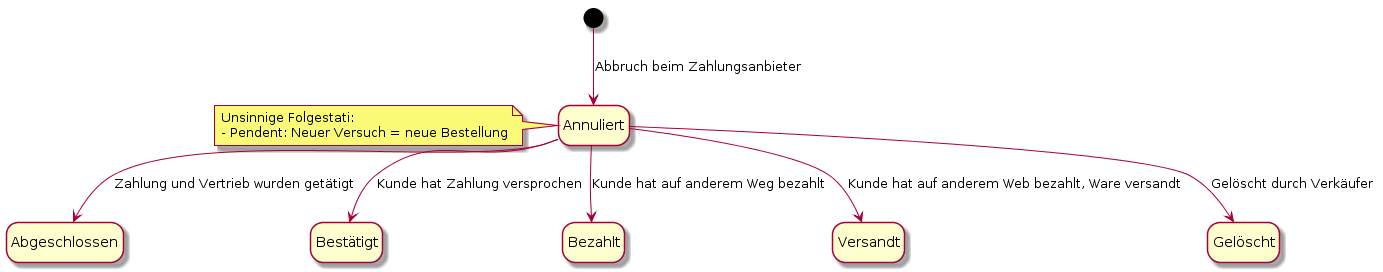 Abbruch beim Zahlungsanbieter
Unsinnige Folgestati:
- Pendent: Neuer Versuch = neue Bestellung
Annuliert
Zahlung und Vertrieb wurden getätigt
Kunde hat Zahlung versprochen
Kunde hat auf anderem Weg bezahlt
Kunde hat auf anderem Web bezahlt, Ware versandt
Gelöscht durch Verkäufer
Abgeschlossen
Bestätigt
Bezahlt
Versandt
Gelöscht